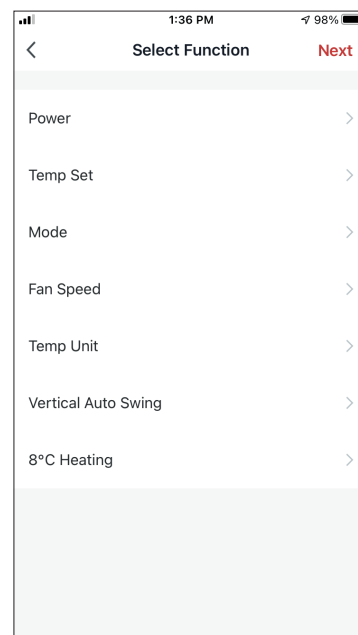 1:36 PM 98%
Select Function Next
Power
Temp Set
Mode
Fan Speed
Temp Unit
Vertical Auto Swing
8°C Heating